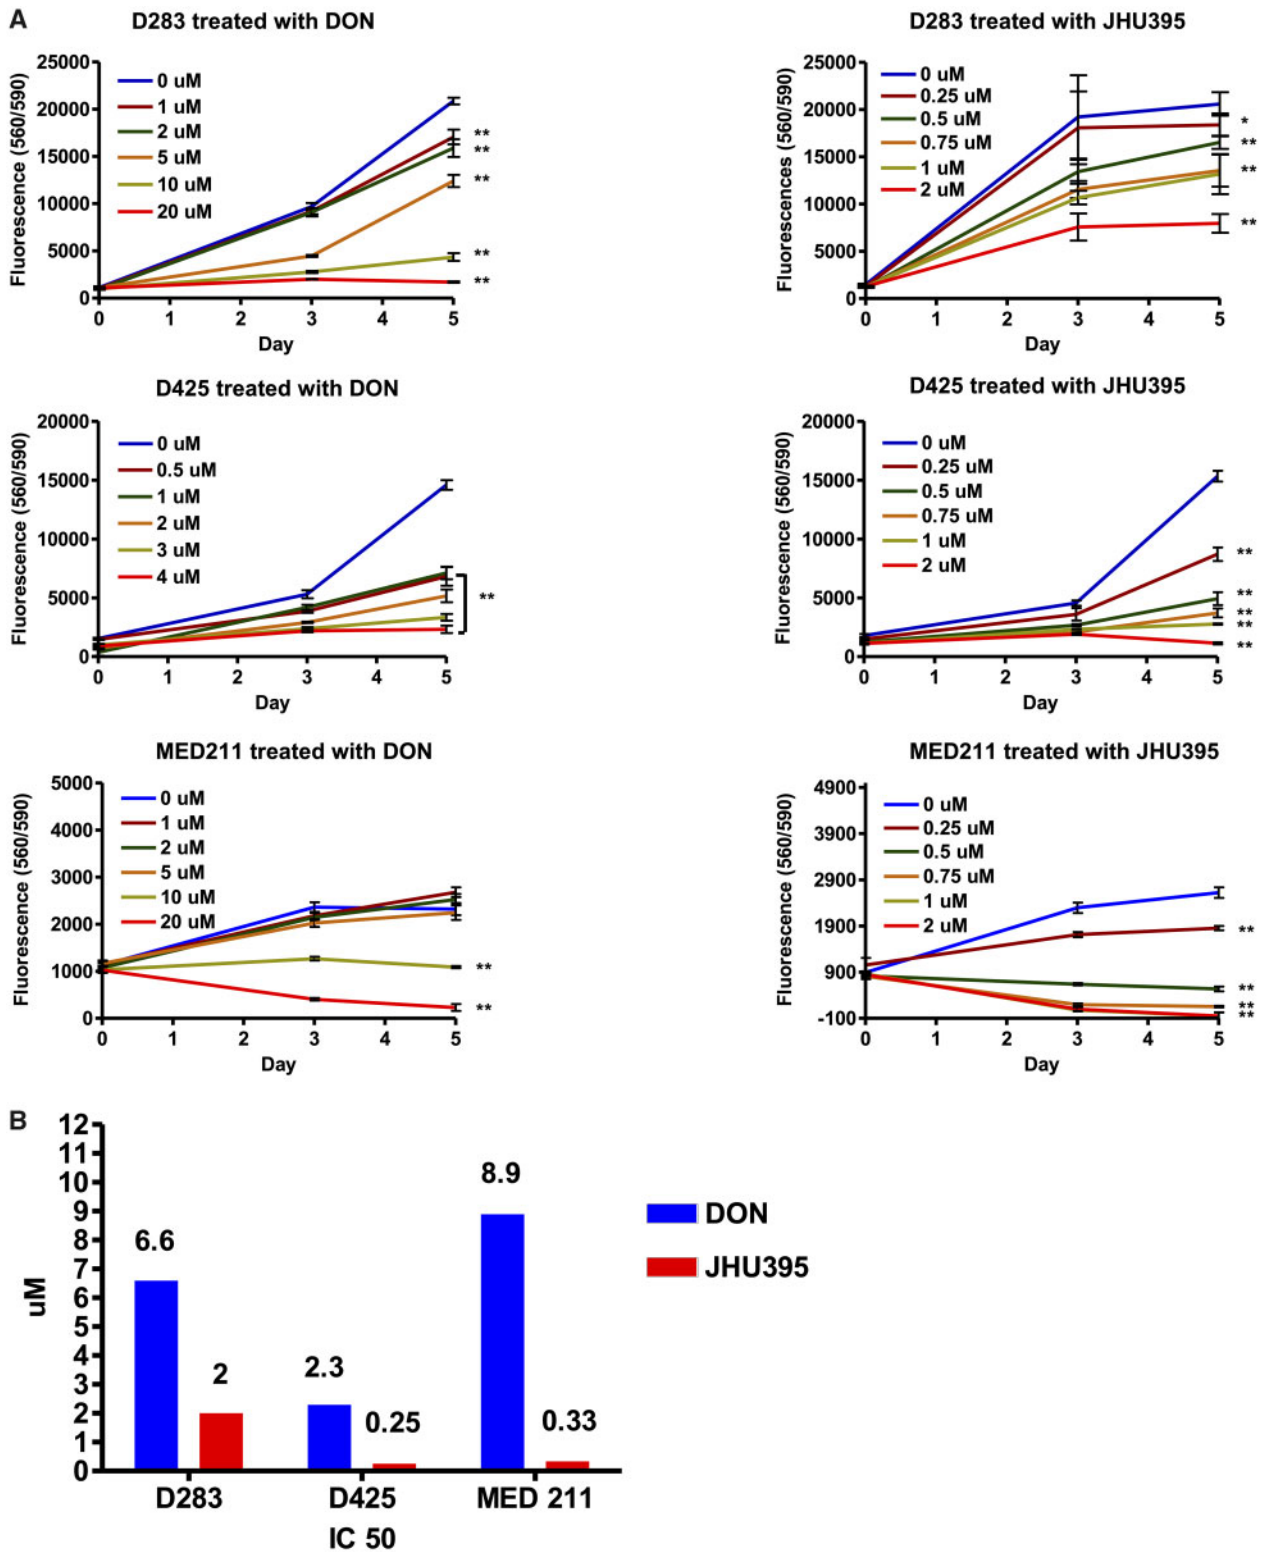 A
D283 treated with DON
Fluorescence (560/590)
25000
20000
15000
10000
5000
0
0 uM
1 uM
2 uM
5 uM
10 uM
20 uM
**
**
**
**
**
0 1 2 3 4 5
Day
D283 treated with JHU395
Fluorescences (560/590)
25000
20000
15000
10000
5000
0
0 uM
0.25 uM
0.5 uM
0.75 uM
1 uM
2 uM
*
**
**
**
0 1 2 3 4 5
Day
D425 treated with DON
Fluorescence (560/590)
20000
15000
10000
5000
0
0 uM
0.5 uM
1 uM
2 uM
3 uM
4 uM
**
0 1 2 3 4 5
Day
D425 treated with JHU395
Fluorescence (560/590)
20000
15000
10000
5000
0
0 uM
0.25 uM
0.5 uM
0.75 uM
1 uM
2 uM
**
**
**
**
**
0 1 2 3 4 5
Day
MED211 treated with DON
Fluorescence (560/590)
5000
4000
3000
2000
1000
0
0 uM
1 uM
2 uM
5 uM
10 uM
20 uM
**
**
0 1 2 3 4 5
Day
MED211 treated with JHU395
Fluorescence (560/590)
4900
3900
2900
1900
900
-100
0 uM
0.25 uM
0.5 uM
0.75 uM
1 uM
2 uM
**
**
**
**
0 1 2 3 4 5
Day
B
uM
12
11
10
9
8
7
6
5
4
3
2
1
0
6.6
2
2.3
0.25
8.9
0.33
DON
JHU395
D283 D425 MED 211
IC 50